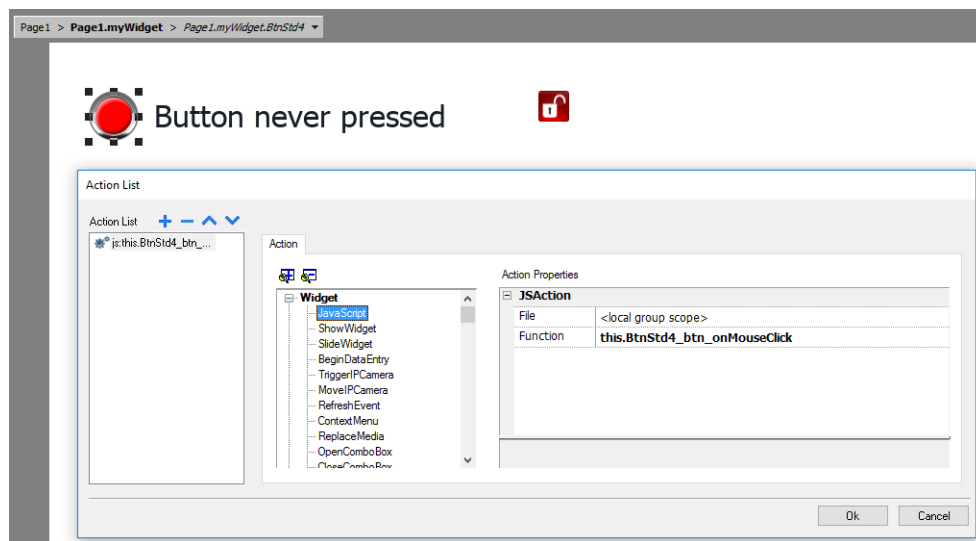 Page1 > Page1.myWidget > Page1.myWidget.BtnStd4
Button never pressed
Action List
Action List
js:this.BtnStd4_btn_...
Action
Widget
JavaScript
ShowWidget
SlideWidget
BeginDataEntry
TriggerIPCamera
MoveIPCamera
RefreshEvent
ContextMenu
ReplaceMedia
OpenComboBox
CloseComboBox
Action Properties
JSAction
File <local group scope>
Function this.BtnStd4_btn_onMouseClick
Ok Cancel